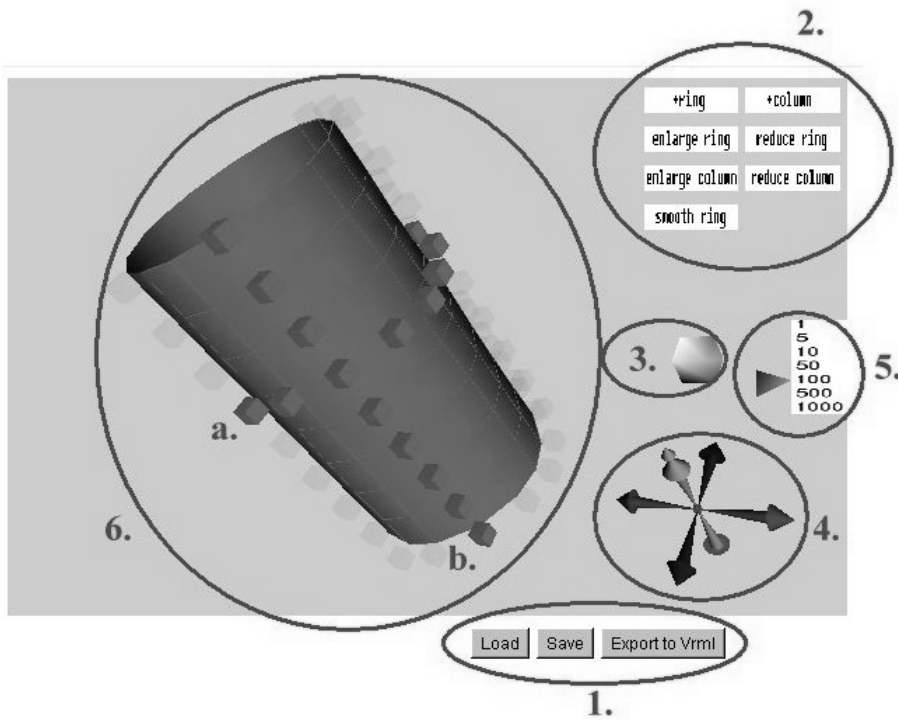 2.
+ring +column
enlarge ring reduce ring
enlarge column reduce column
smooth ring
3.
1
5
10
50
100
500
1000
5.
a.
6.
b.
4.
Load Save Export to Vrml
1.